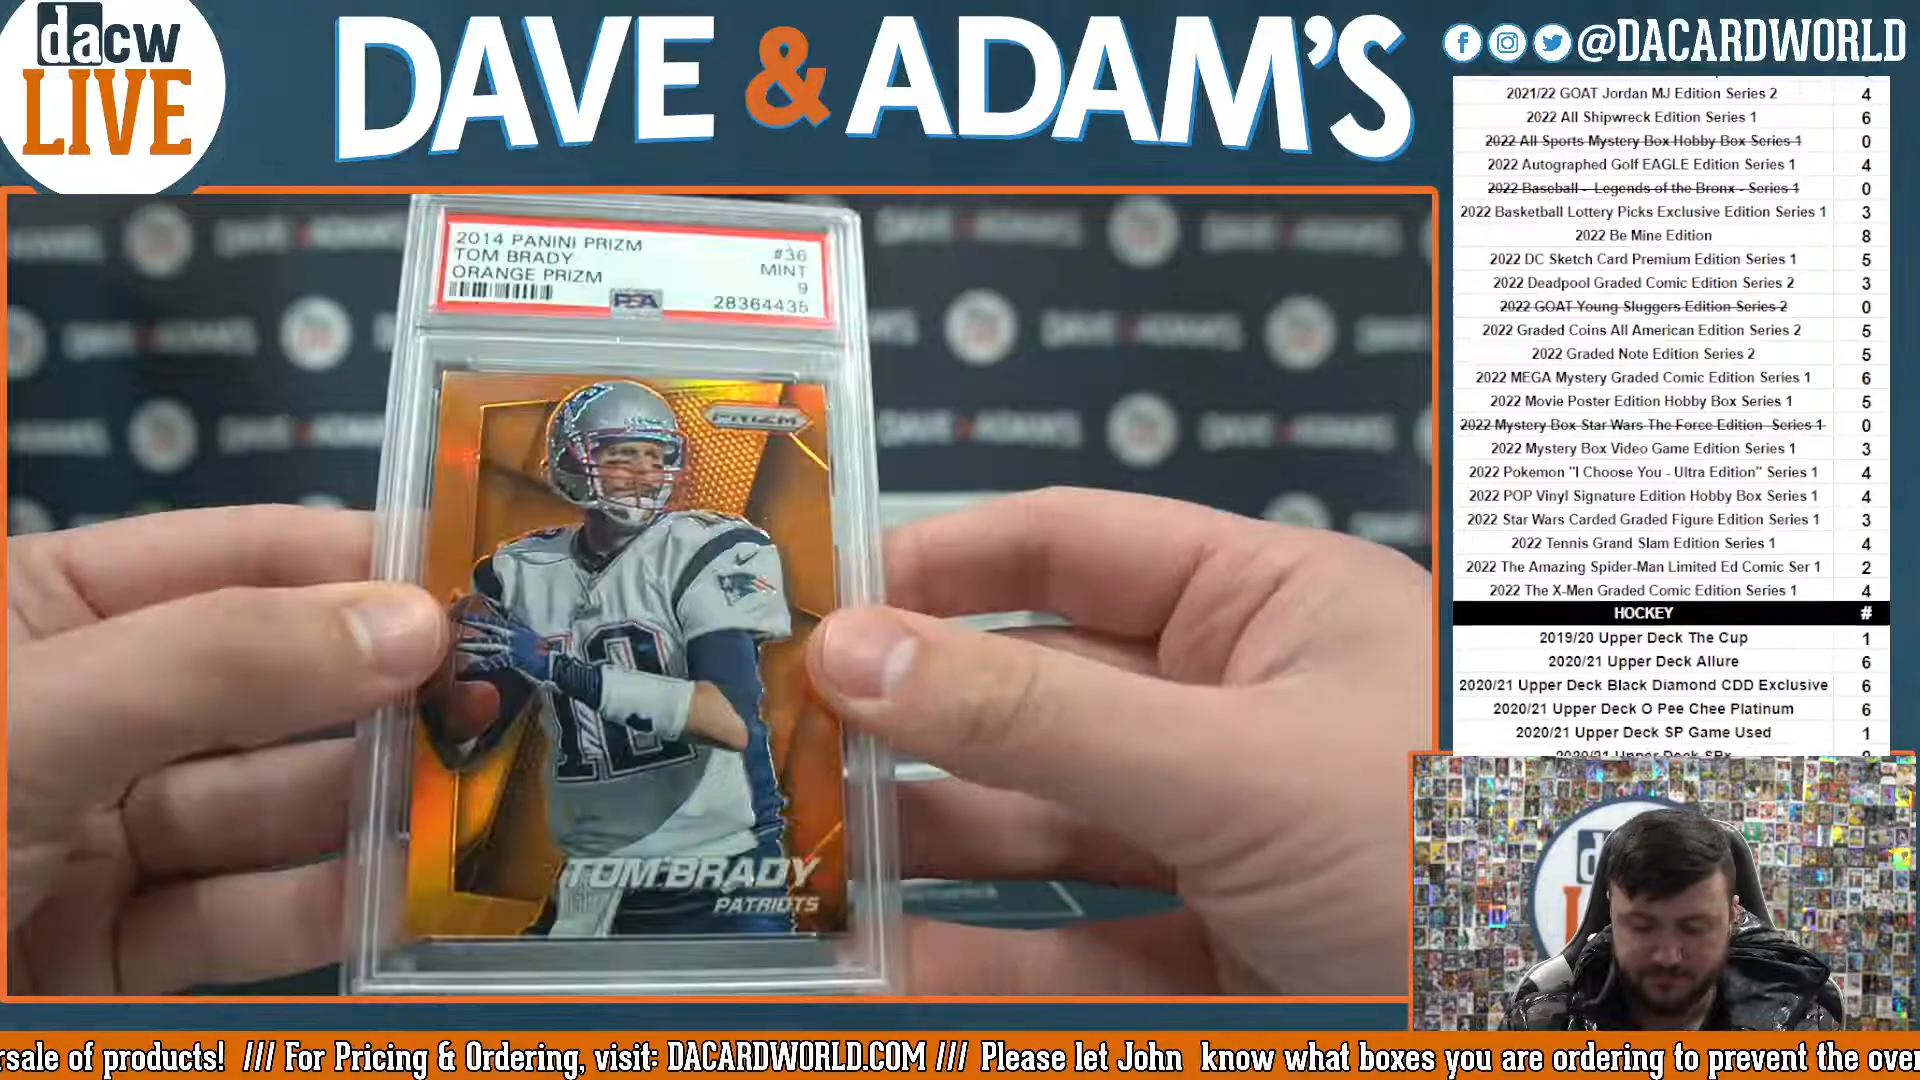 dacw
LIVE
DAVE & ADAM'S
@DACARDWORLD
2021/22 GOAT Jordan MJ Edition Series 2 4
2022 All Shipwreck Edition Series 1 6
2022 All Sports Mystery Box Hobby Box Series 1 0
2022 Autographed Golf EAGLE Edition Series 1 4
2022 Baseball - Legends of the Bronx - Series 1 0
2022 Basketball Lottery Picks Exclusive Edition Series 1 3
2022 Be Mine Edition 8
2022 DC Sketch Card Premium Edition Series 1 5
2022 Deadpool Graded Comic Edition Series 2 3
2022 GOAT Young Sluggers Edition Series 2 0
2022 Graded Coins All American Edition Series 2 5
2022 Graded Note Edition Series 2 5
2022 MEGA Mystery Graded Comic Edition Series 1 6
2022 Movie Poster Edition Hobby Box Series 1 5
2022 Mystery Box Star Wars The Force Edition Series 1 0
2022 Mystery Box Video Game Edition Series 1 3
2022 Pokemon "I Choose You - Ultra Edition" Series 1 4
2022 POP Vinyl Signature Edition Hobby Box Series 1 4
2022 Star Wars Carded Graded Figure Edition Series 1 3
2022 Tennis Grand Slam Edition Series 1 4
2022 The Amazing Spider-Man Limited Ed Comic Ser 1 2
2022 The X-Men Graded Comic Edition Series 1 4
HOCKEY #
2019/20 Upper Deck The Cup 1
2020/21 Upper Deck Allure 6
2020/21 Upper Deck Black Diamond CDD Exclusive 6
2020/21 Upper Deck O Pee Chee Platinum 6
2020/21 Upper Deck SP Game Used 1
2020/21 Upper Deck SPx
2014 PANINI PRIZM #36
TOM BRADY MINT
ORANGE PRIZM 9
PSA 28364435
PRIZM
12
TOM BRADY
PATRIOTS
rsale of products! /// For Pricing & Ordering, visit: DACARDWORLD.COM /// Please let John know what boxes you are ordering to prevent the over